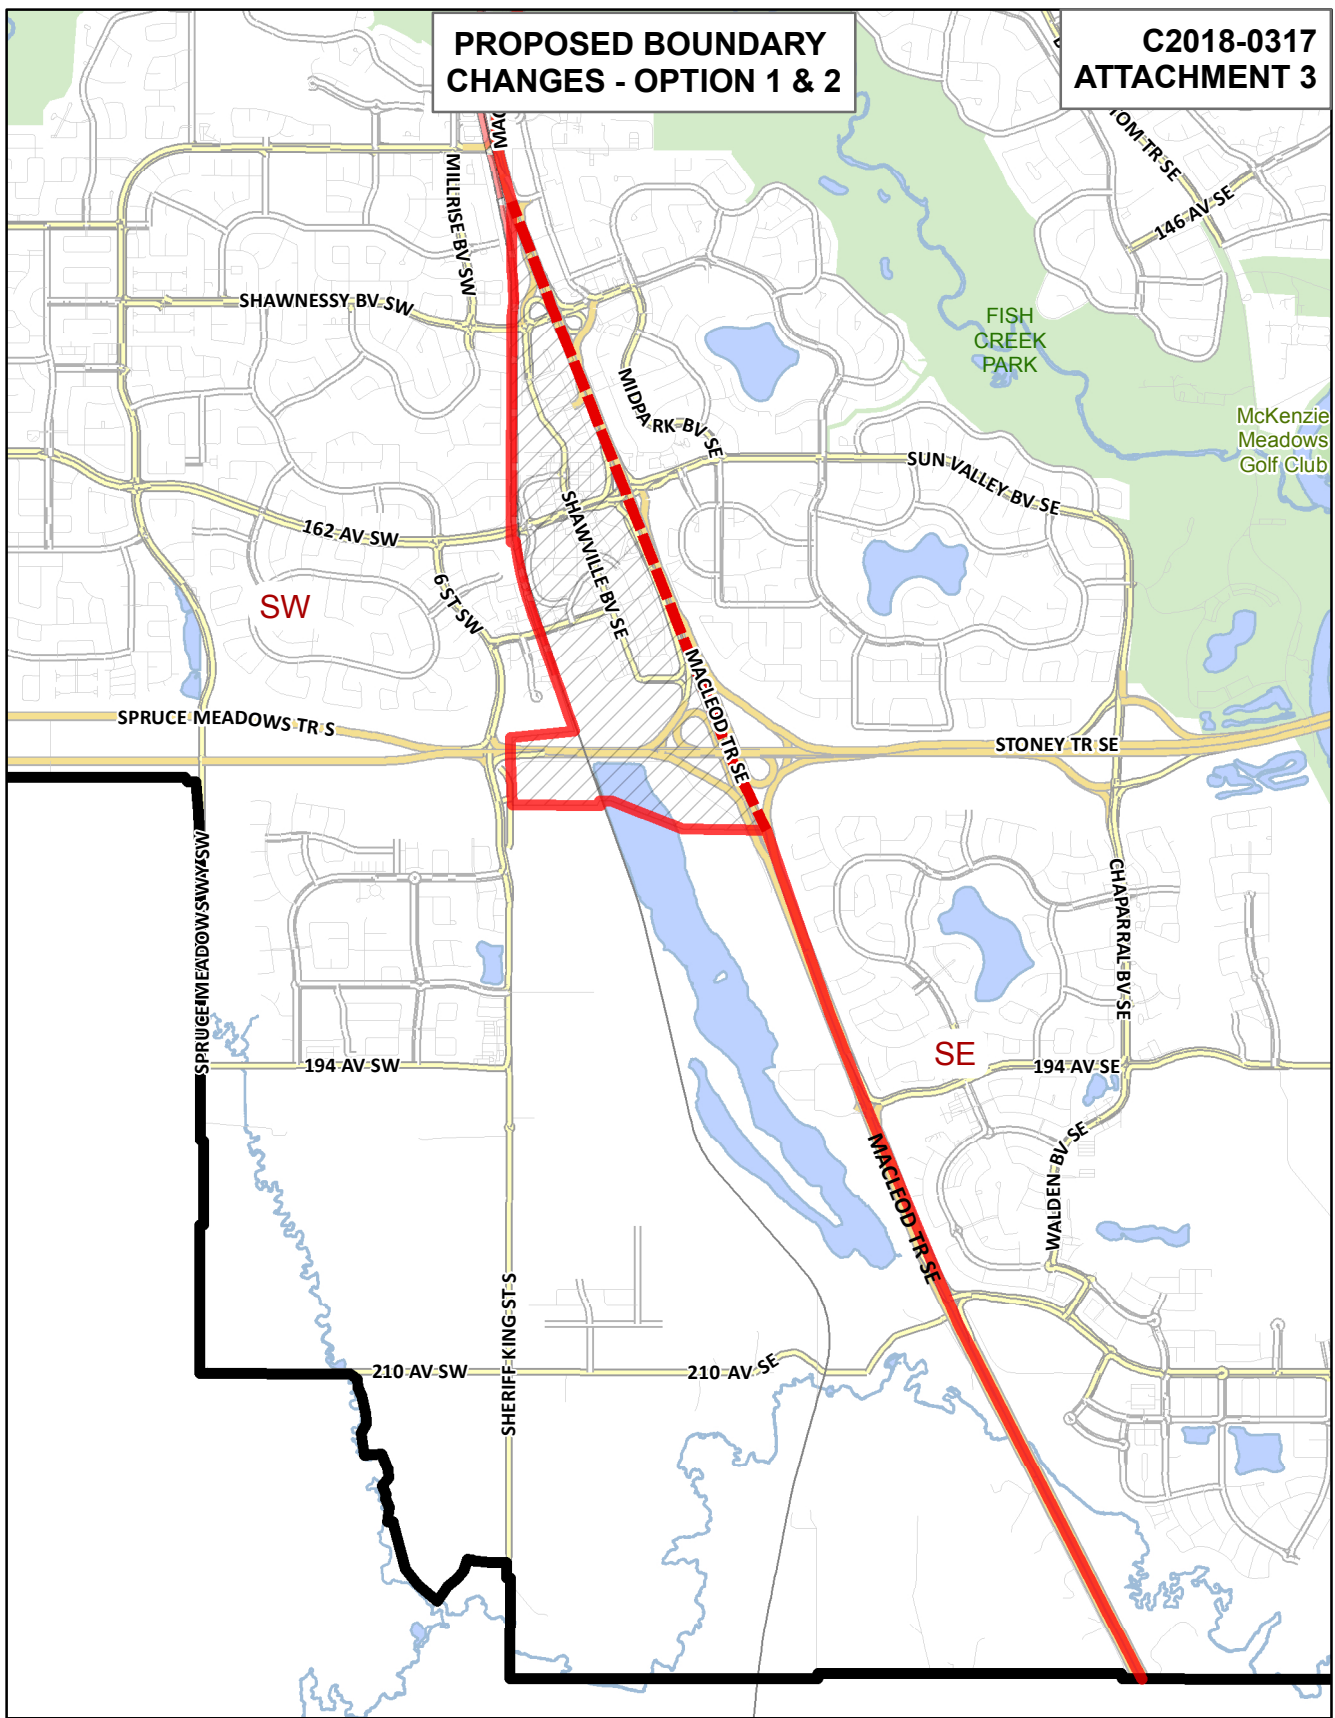 PROPOSED BOUNDARY
CHANGES - OPTION 1 & 2
C2018-0317
ATTACHMENT 3
MAC
TOM TR SE
146 AV SE
MILLRISE BV SW
SHAWNESSY BV SW
FISH
CREEK
PARK
MIDPARK BV SE
McKenzie
Meadows
Golf Club
SUN VALLEY BV SE
162 AV SW
SHAWVILLE BV SE
6 ST SW
SW
MACLEOD TR SE
SPRUCE MEADOWS TR S
STONEY TR SE
SPRUCE MEADOWS WY SW
CHAPARRAL BV SE
SE
194 AV SW
194 AV SE
MACLEOD TR SE
WALDEN BV SE
SHERIFF KING ST S
210 AV SW
210 AV SE